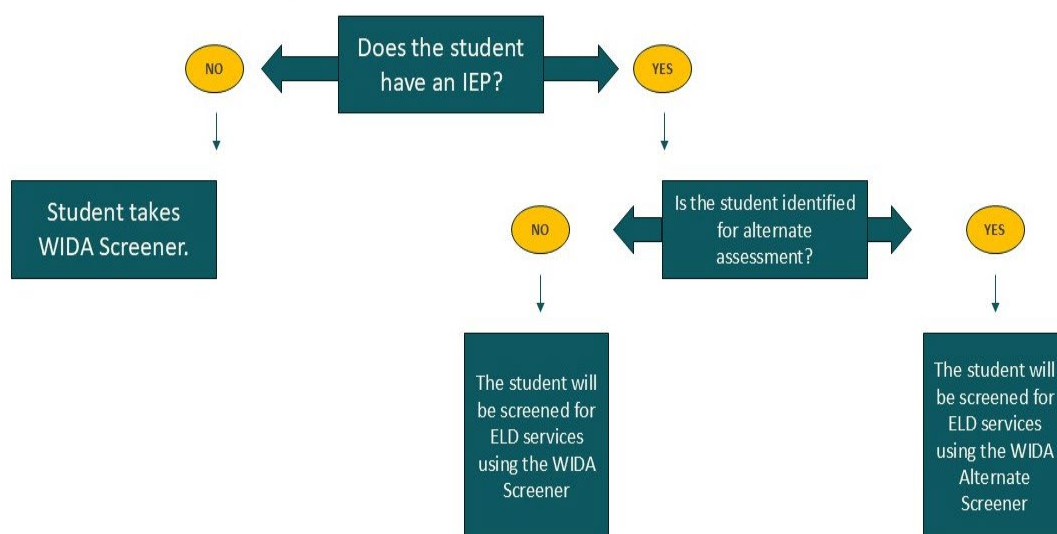 Does the student
have an IEP?
NO
YES
Student takes
WIDA Screener.
Is the student identified
for alternate
assessment?
NO
YES
The student will
be screened for
ELD services
using the WIDA
Screener
The student will
be screened for
ELD services
using the WIDA
Alternate
Screener